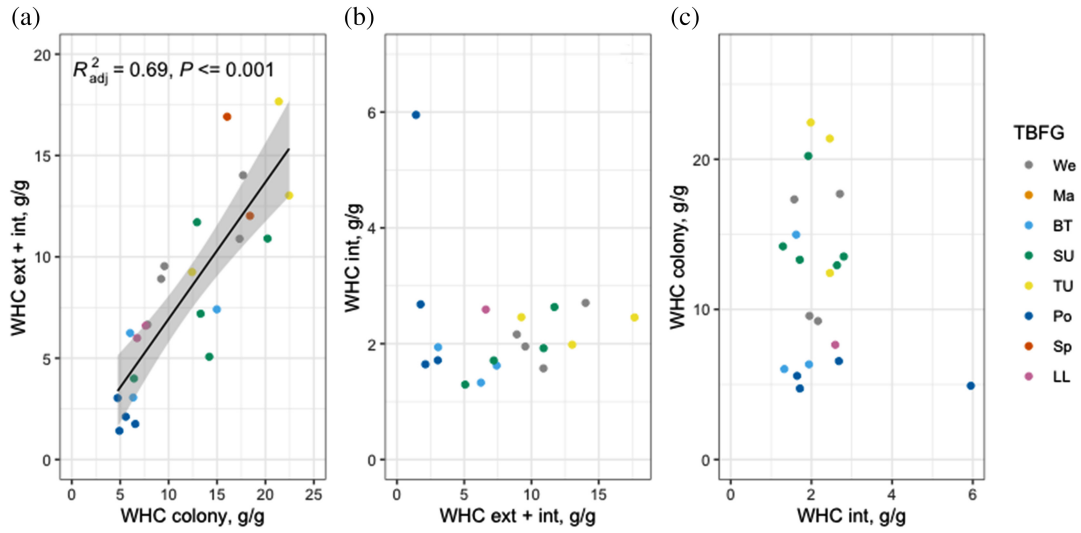 (a) (b) (c)
R²adj = 0.69, P <= 0.001
20
15
10
5
0
WHC ext + int, g/g
0 5 10 15 20 25
WHC colony, g/g
6
4
2
0
WHC int, g/g
0 5 10 15
WHC ext + int, g/g
20
10
0
WHC colony, g/g
0 2 4 6
WHC int, g/g
TBFG
We
Ma
BT
SU
TU
Po
Sp
LL